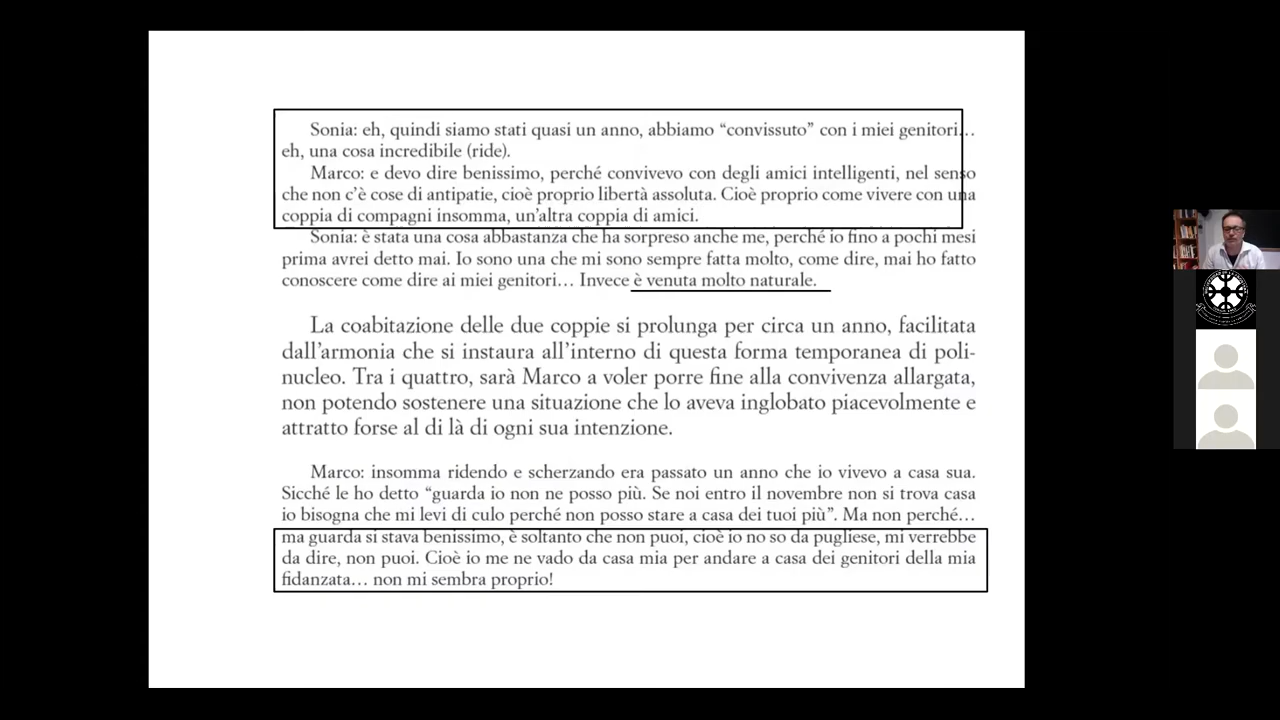 Sonia: eh, quindi siamo stati quasi un anno, abbiamo “convissuto” con i miei genitori…
eh, una cosa incredibile (ride).
Marco: e devo dire benissimo, perché convivevo con degli amici intelligenti, nel senso
che non c’è cose di antipatie, cioè proprio libertà assoluta. Cioè proprio come vivere con una
coppia di compagni insomma, un’altra coppia di amici.
Sonia: è stata una cosa abbastanza che ha sorpreso anche me, perché io fino a pochi mesi
prima avrei detto mai. Io sono una che mi sono sempre fatta molto, come dire, mai ho fatto
conoscere come dire ai miei genitori… Invece è venuta molto naturale.
La coabitazione delle due coppie si prolunga per circa un anno, facilitata
dall’armonia che si instaura all’interno di questa forma temporanea di poli-
nucleo. Tra i quattro, sarà Marco a voler porre fine alla convivenza allargata,
non potendo sostenere una situazione che lo aveva inglobato piacevolmente e
attratto forse al di là di ogni sua intenzione.
Marco: insomma ridendo e scherzando era passato un anno che io vivevo a casa sua.
Sicché le ho detto “guarda io non ne posso più. Se noi entro il novembre non si trova casa
io bisogna che mi levi di culo perché non posso stare a casa dei tuoi più”. Ma non perché…
ma guarda si stava benissimo, è soltanto che non puoi, cioè io no so da pugliese, mi verrebbe
da dire, non puoi. Cioè io me ne vado da casa mia per andare a casa dei genitori della mia
fidanzata… non mi sembra proprio!